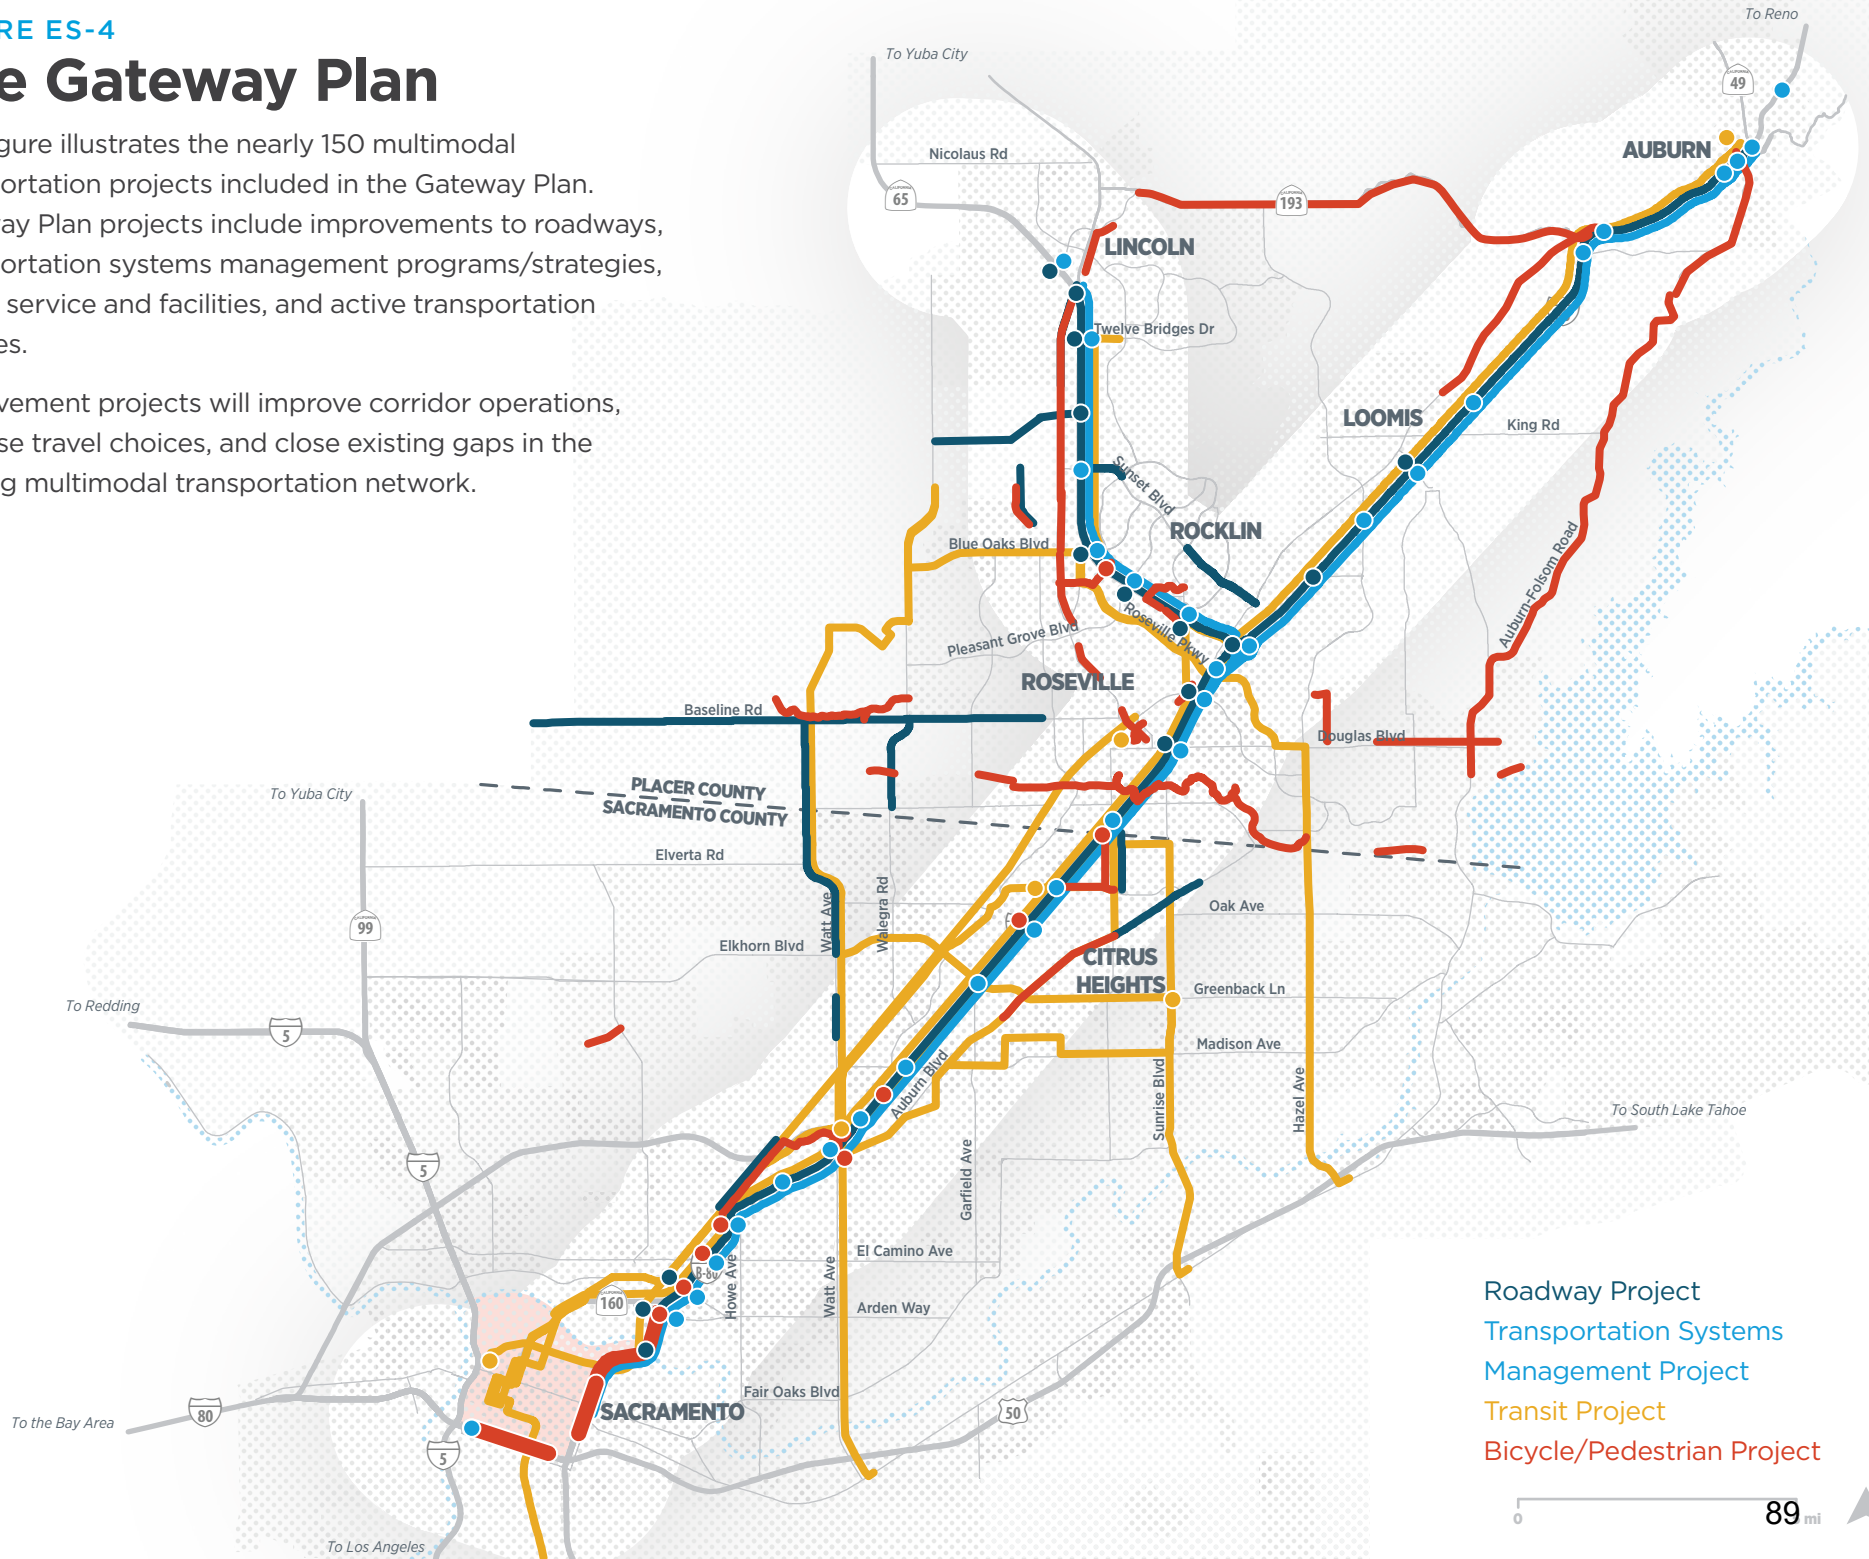 RE ES-4
e Gateway Plan
gure illustrates the nearly 150 multimodal
ortation projects included in the Gateway Plan.
ay Plan projects include improvements to roadways,
ortation systems management programs/strategies,
service and facilities, and active transportation
es.
vement projects will improve corridor operations,
se travel choices, and close existing gaps in the
g multimodal transportation network.
To Reno
To Yuba City
49
AUBURN
Nicolaus Rd
65
193
LINCOLN
Twelve Bridges Dr
LOOMIS
King Rd
Sunset Blvd
ROCKLIN
Blue Oaks Blvd
Auburn-Folsom Road
Roseville Pkwy
Pleasant Grove Blvd
ROSEVILLE
Baseline Rd
Douglas Blvd
PLACER COUNTY
SACRAMENTO COUNTY
To Yuba City
Elverta Rd
Watt Ave
Walegra Rd
Oak Ave
99
Elkhorn Blvd
CITRUS
HEIGHTS
Greenback Ln
To Redding
5
Madison Ave
Auburn Blvd
Sunrise Blvd
Hazel Ave
To South Lake Tahoe
5
Garfield Ave
El Camino Ave
B-80
Howe Ave
Watt Ave
160
CALIFORNIA
Arden Way
Fair Oaks Blvd
SACRAMENTO
80
To the Bay Area
50
5
To Los Angeles
Roadway Project
Transportation Systems
Management Project
Transit Project
Bicycle/Pedestrian Project
0
89
mi